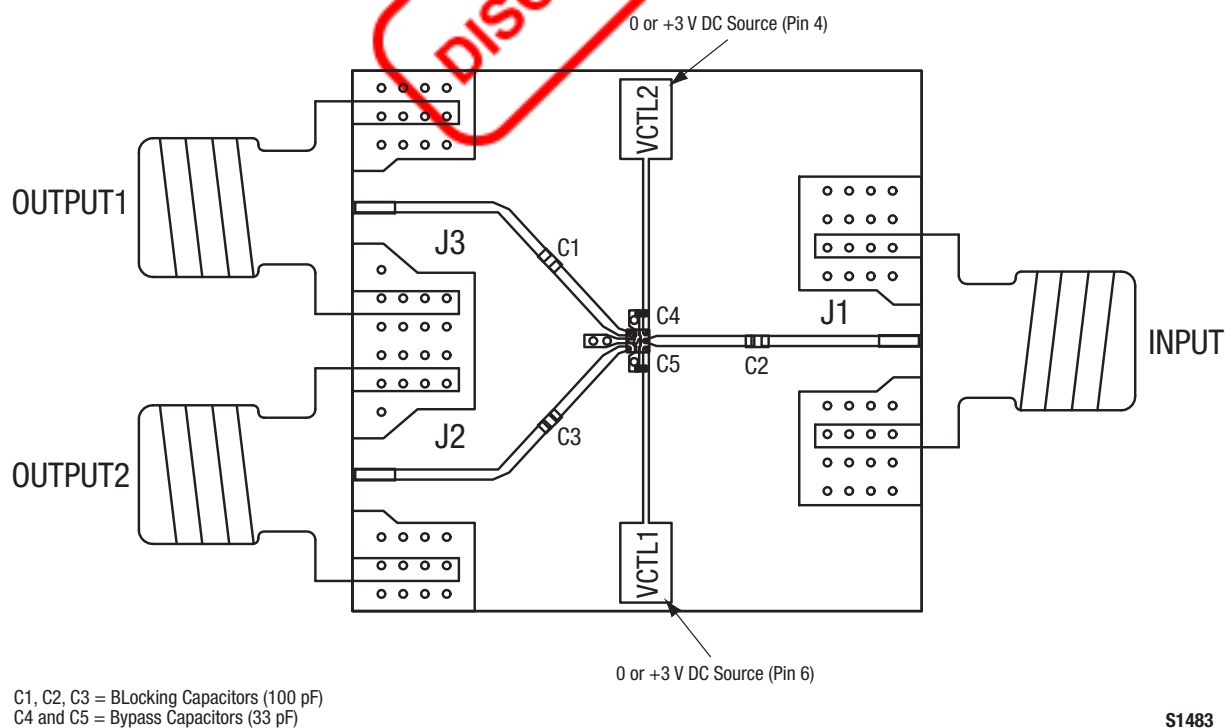 DISC
0 or +3 V DC Source (Pin 4)
VCTL2
OUTPUT1
J3
C1
C4
J1
INPUT
C5
C2
J2
C3
OUTPUT2
VCTL1
0 or +3 V DC Source (Pin 6)
C1, C2, C3 = BLocking Capacitors (100 pF)
C4 and C5 = Bypass Capacitors (33 pF)
S1483